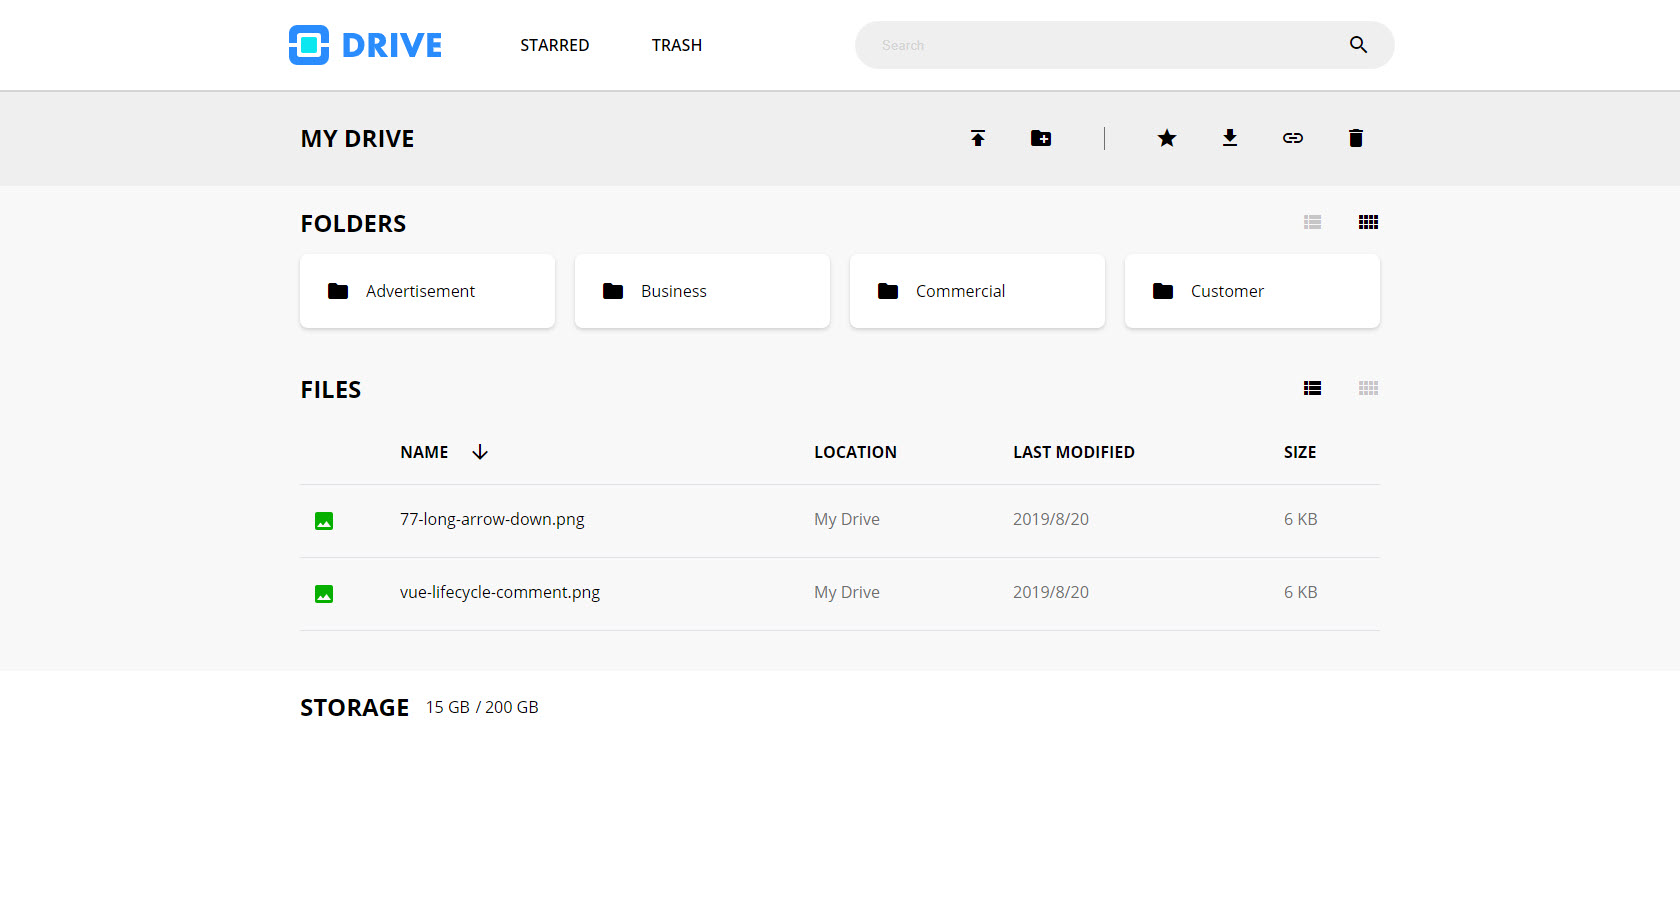 DRIVE STARRED TRASH Search
MY DRIVE
FOLDERS
Advertisement Business Commercial Customer
FILES
NAME LOCATION LAST MODIFIED SIZE
77-long-arrow-down.png My Drive 2019/8/20 6 KB
vue-lifecycle-comment.png My Drive 2019/8/20 6 KB
STORAGE 15 GB / 200 GB